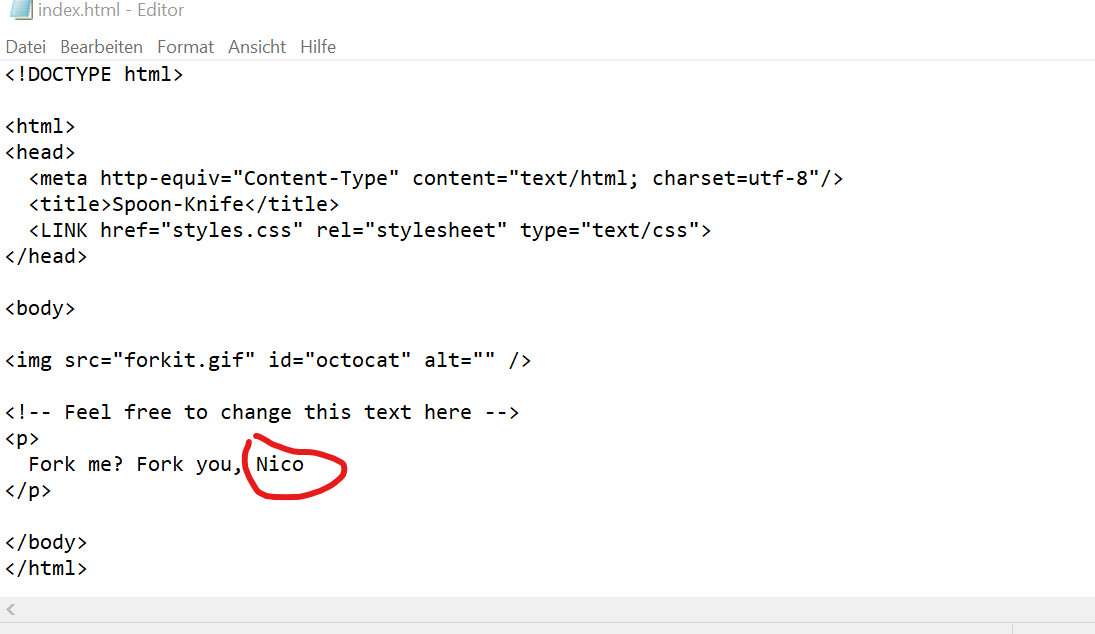 index.html - Editor
Datei Bearbeiten Format Ansicht Hilfe
<!DOCTYPE html>
<html>
<head>
<meta http-equiv="Content-Type" content="text/html; charset=utf-8"/>
<title>Spoon-Knife</title>
<LINK href="styles.css" rel="stylesheet" type="text/css">
</head>
<body>
<img src="forkit.gif" id="octocat" alt="" />
<!-- Feel free to change this text here -->
<p>
Fork me? Fork you, Nico
</p>
</body>
</html>